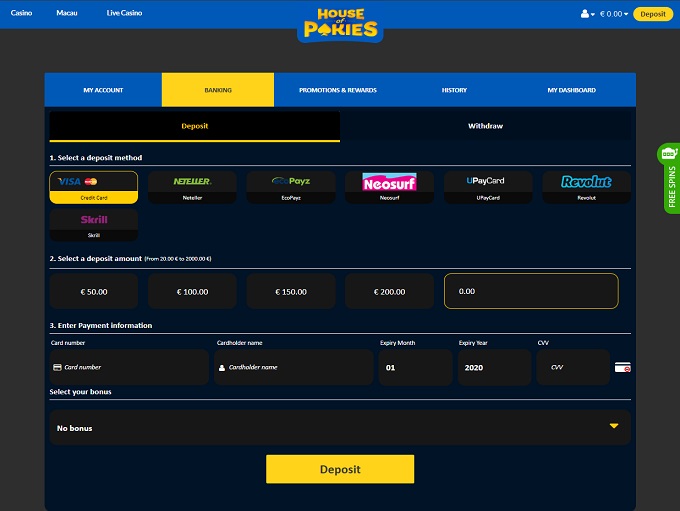 Casino Macau Live Casino
HOUSE
of
POKIES
€ 0.00
Deposit
MY ACCOUNT BANKING PROMOTIONS & REWARDS HISTORY MY DASHBOARD
Deposit Withdraw
1. Select a deposit method
VISA NETELLER ecoPayz Neosurf UPayCard Revolut
Credit Card Neteller EcoPayz Neosurf UPayCard Revolut
Skrill
Skrill
FREE SPINS
2. Select a deposit amount (From 20.00 € to 2000.00 €)
€ 50.00 € 100.00 € 150.00 € 200.00 0.00
3. Enter Payment information
Card number Cardholder name Expiry Month Expiry Year CVV
Card number Cardholder name 01 2020 CVV
Select your bonus
No bonus
Deposit